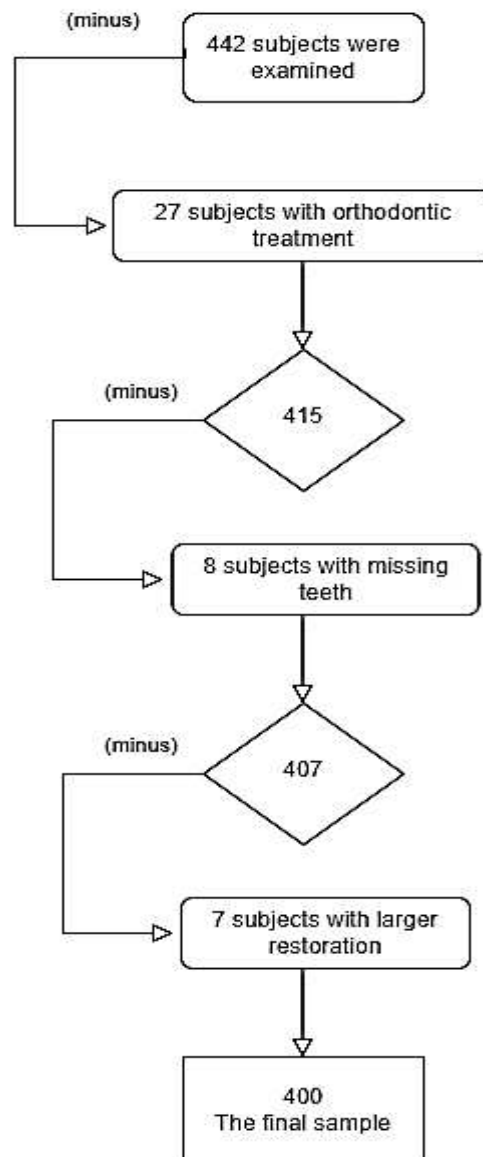 (minus)
442 subjects were
examined
27 subjects with orthodontic
treatment
(minus)
415
8 subjects with missing
teeth
(minus)
407
7 subjects with larger
restoration
400
The final sample